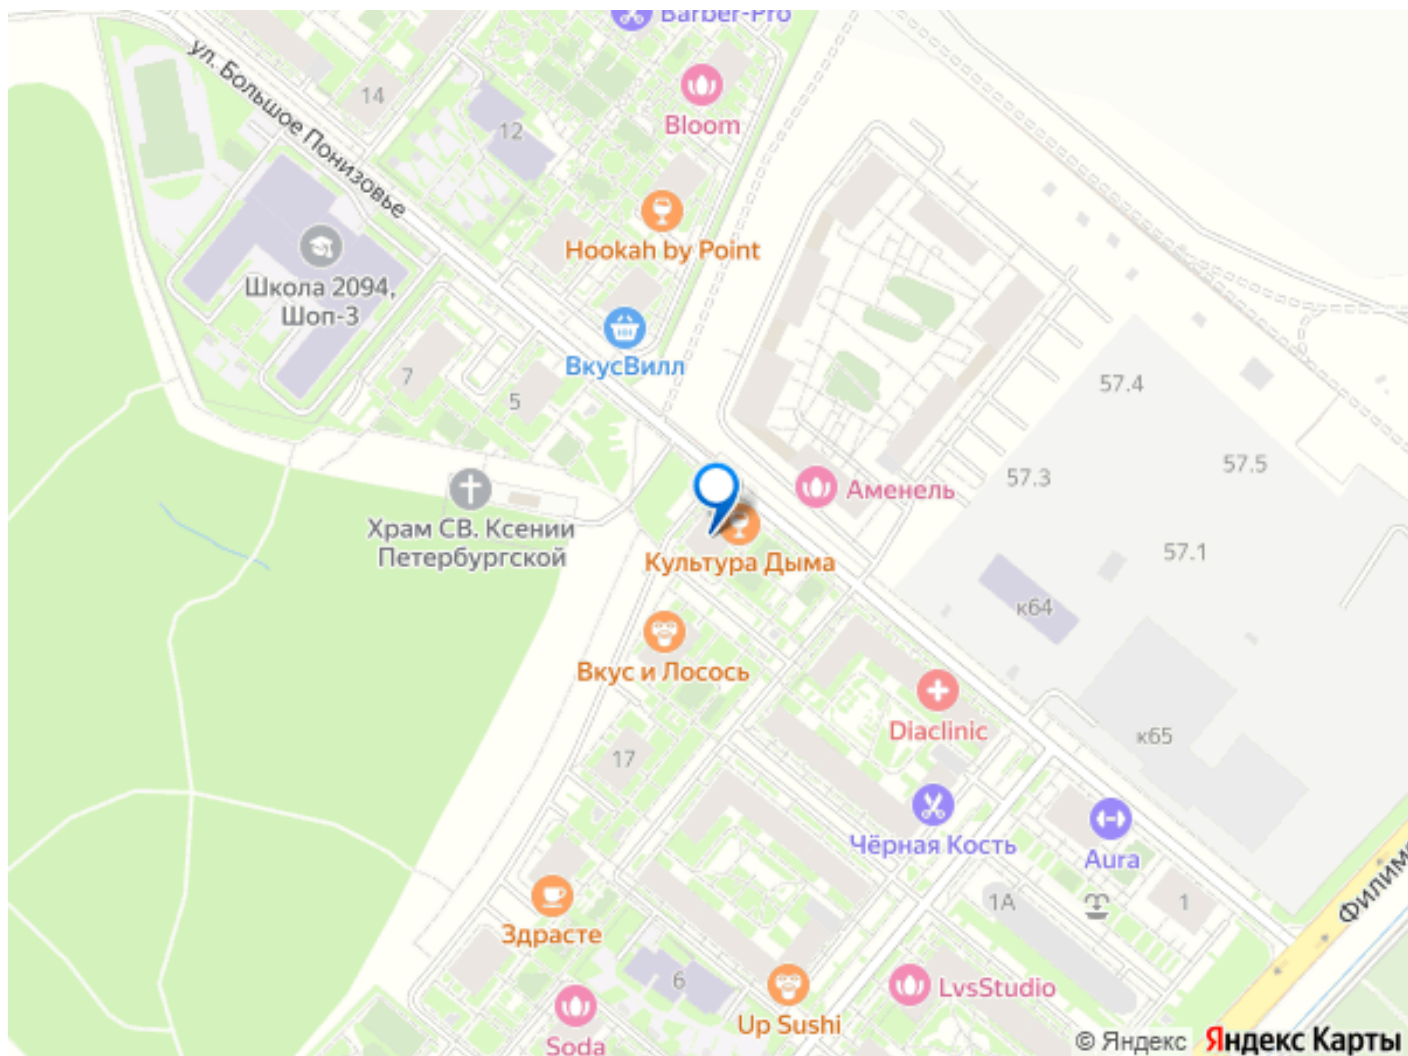 Barber-Pro
ул. Большое Понизовье
14
Bloom
12
Hookah by Point
Школа 2094,
Шоп-3
ВкусВилл
7
5
57.4
57.5
57.3
Аменель
Храм СВ. Ксении
Петербургской
Культура Дыма
57.1
к64
Вкус и Лосось
Diaclinic
к65
17
Чёрная Кость
Aura
1А
1
Здрасте
6
LvsStudio
Up Sushi
Soda
© Яндекс Яндекс Карты